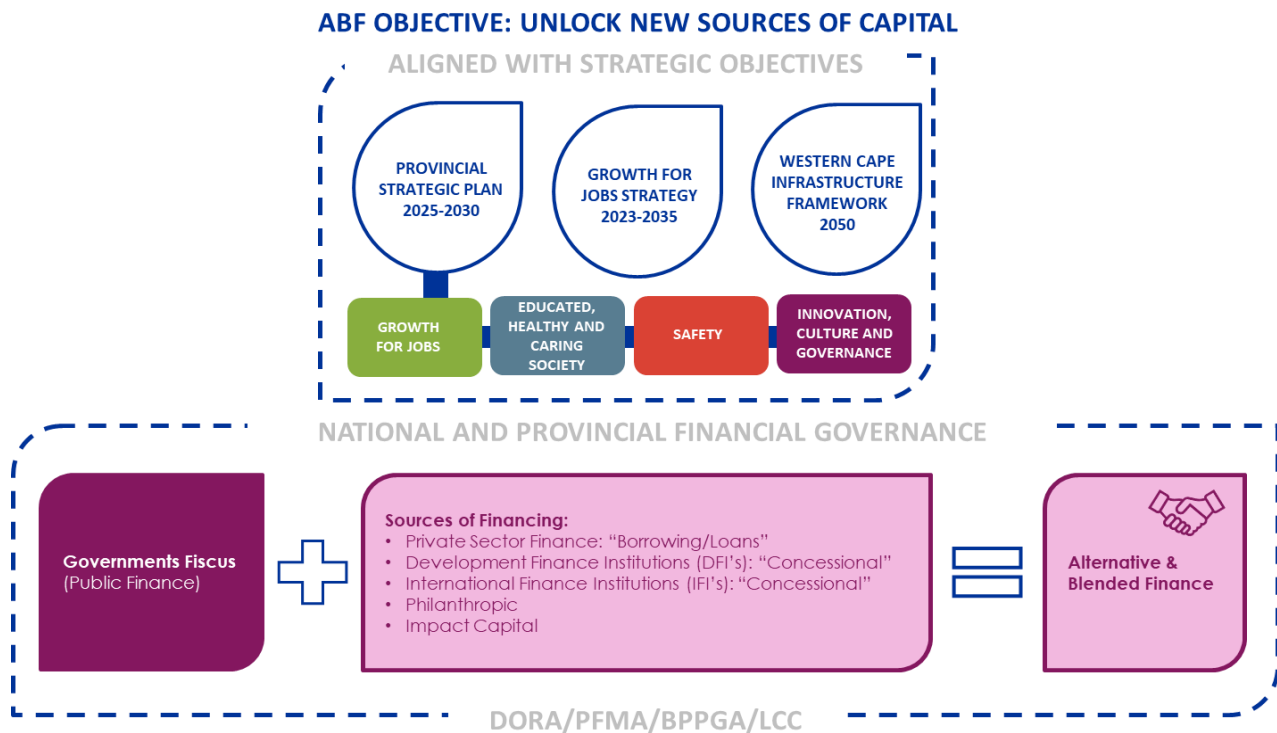 ABF OBJECTIVE: UNLOCK NEW SOURCES OF CAPITAL
ALIGNED WITH STRATEGIC OBJECTIVES
PROVINCIAL
STRATEGIC PLAN
2025-2030
GROWTH FOR
JOBS STRATEGY
2023-2035
WESTERN CAPE
INFRASTRUCTURE
FRAMEWORK
2050
GROWTH
FOR JOBS
EDUCATED,
HEALTHY AND
CARING
SOCIETY
SAFETY
INNOVATION,
CULTURE AND
GOVERNANCE
NATIONAL AND PROVINCIAL FINANCIAL GOVERNANCE
Governments Fiscus
(Public Finance)
Sources of Financing:
• Private Sector Finance: “Borrowing/Loans”
• Development Finance Institutions (DFI's): “Concessional”
• International Finance Institutions (IFI's): “Concessional”
• Philanthropic
• Impact Capital
Alternative &
Blended Finance
DORA/PFMA/BPPGA/LCC